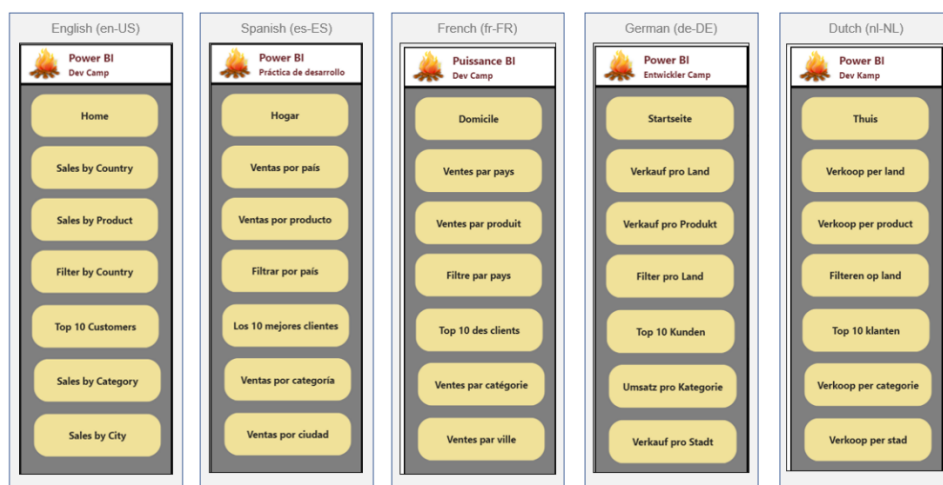 English (en-US)
Power BI
Dev Camp
Home
Sales by Country
Sales by Product
Filter by Country
Top 10 Customers
Sales by Category
Sales by City
Spanish (es-ES)
Power BI
Práctica de desarrollo
Hogar
Ventas por país
Ventas por producto
Filtrar por país
Los 10 mejores clientes
Ventas por categoría
Ventas por ciudad
French (fr-FR)
Puissance BI
Dev Camp
Domicile
Ventes par pays
Ventes par produit
Filtre par pays
Top 10 des clients
Ventes par catégorie
Ventes par ville
German (de-DE)
Power BI
Entwickler Camp
Startseite
Verkauf pro Land
Verkauf pro Produkt
Filter pro Land
Top 10 Kunden
Umsatz pro Kategorie
Verkauf pro Stadt
Dutch (nl-NL)
Power BI
Dev Kamp
Thuis
Verkoop per land
Verkoop per product
Filteren op land
Top 10 klanten
Verkoop per categorie
Verkoop per stad